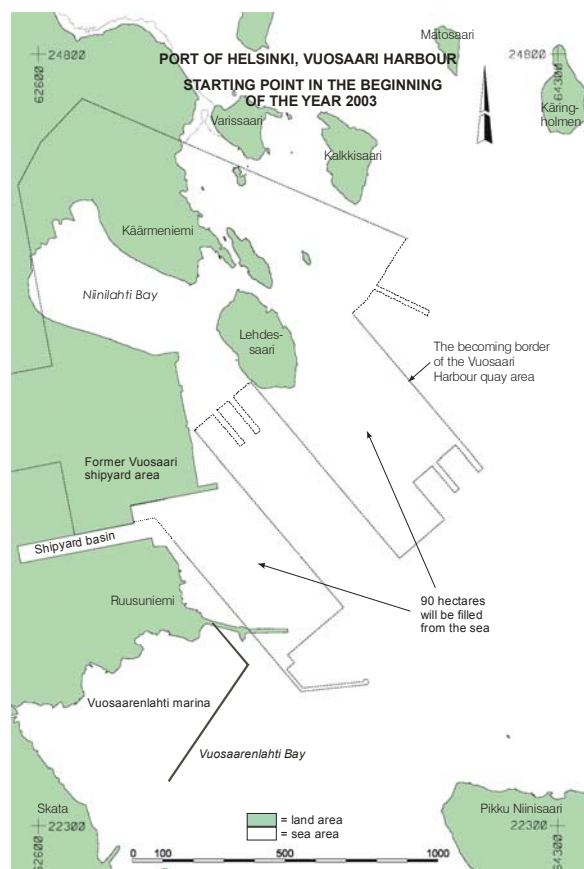 Matosaari
24800
24800
PORT OF HELSINKI, VUOSAARI HARBOUR
62600
64300
STARTING POINT IN THE BEGINNING
OF THE YEAR 2003
Käring-
holmen
Varissaari
Kalkkisaari
Käärmeniemi
Niinilahti Bay
Lehdes-
saari
The becoming border
of the Vuosaari
Harbour quay area
Former Vuosaari
shipyard area
Shipyard basin
Ruusuniemi
90 hectares
will be filled
from the sea
Vuosaarenlahti marina
Vuosaarenlahti Bay
Skata
Pikku Niinisaari
22300
22300
62600
64300
= land area
= sea area
0 100 500 1000